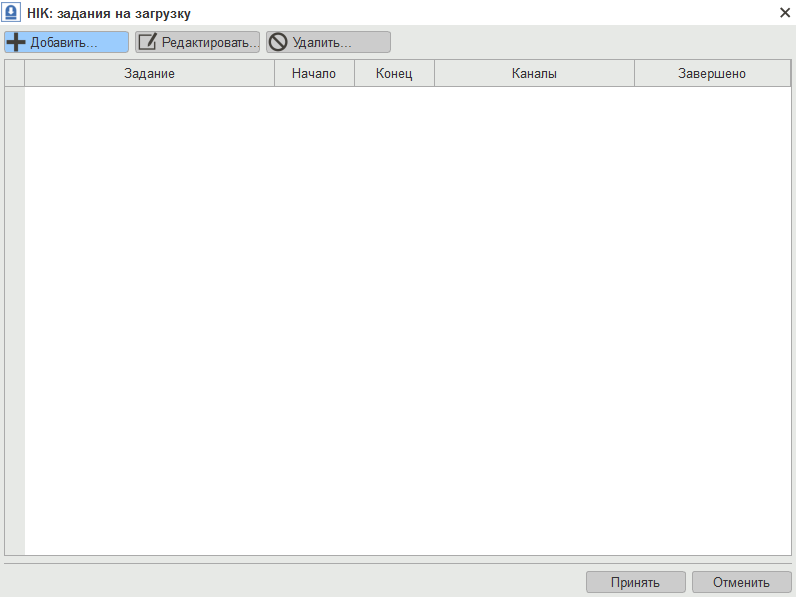 HIK: задания на загрузку
Добавить... Редактировать... Удалить...
Задание Начало Конец Каналы Завершено
Принять Отменить